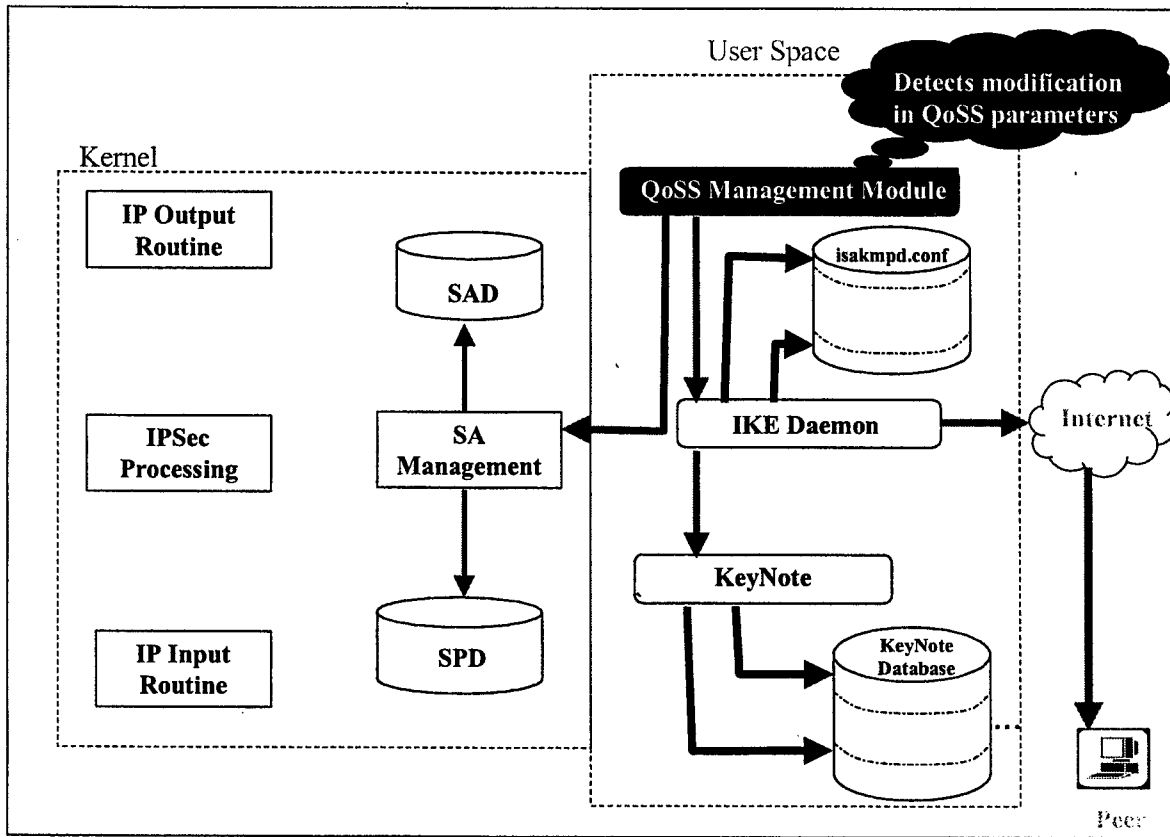 User Space
Detects modification
in QoSS parameters
Kernel
QoSS Management Module
IP Output
Routine
isakmpd.conf
SAD
Internet
IPSec
Processing
SA
Management
IKE Daemon
KeyNote
IP Input
Routine
SPD
KeyNote
Database
Peer